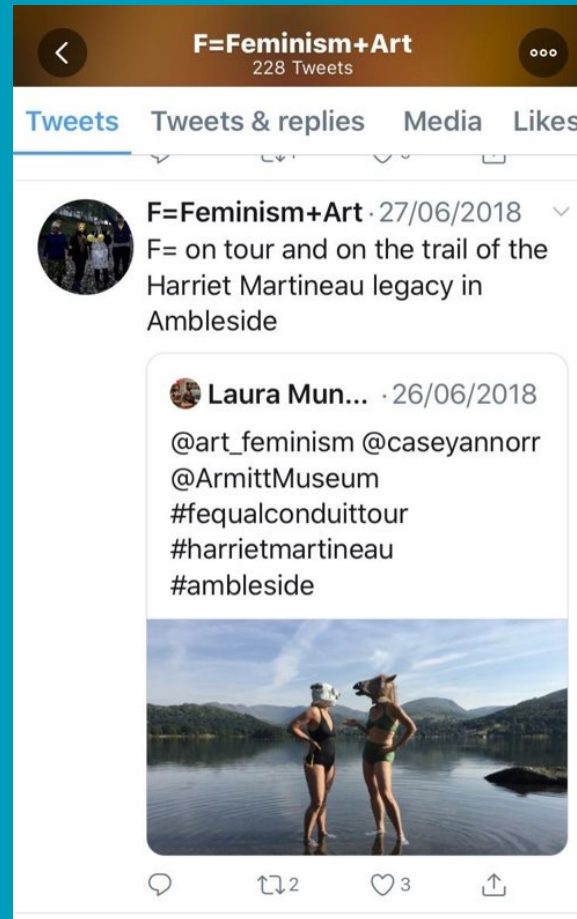 F=Feminism+Art
228 Tweets
Tweets Tweets & replies Media Likes
F=Feminism+Art · 27/06/2018
F= on tour and on the trail of the
Harriet Martineau legacy in
Ambleside
Laura Mun... · 26/06/2018
@art_feminism @caseyannorr
@ArmittMuseum
#fequalconduittour
#harrietmartineau
#ambleside
2 3